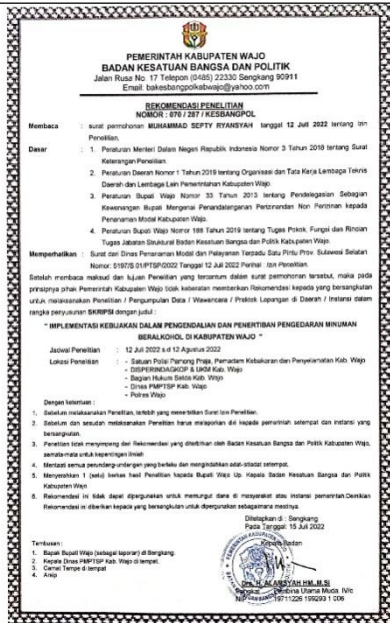 PEMERINTAH KABUPATEN WAJO
BADAN KESATUAN BANGSA DAN POLITIK
Jalan Rusa No. 17 Telepon (0485) 22330 Sengkang 90911
Email: bakesbangpolkabwajo@yahoo.com
REKOMENDASI PENELITIAN
NOMOR : 070 / 287 / KESBANGPOL
Membaca : surat permohonan MUHAMMAD SEPTY RYANSYAH tanggal 12 Juli 2022 tentang Izin
Penelitian.
Dasar : 1. Peraturan Menteri Dalam Negeri Republik Indonesia Nomor 3 Tahun 2018 tentang Surat
Keterangan Penelitian.
2. Peraturan Daerah Nomor 1 Tahun 2019 tentang Organisasi dan Tata Kerja Lembaga Teknis
Daerah dan Lembaga Lain Pemerintahan Kabupaten Wajo.
3. Peraturan Bupati Wajo Nomor 33 Tahun 2013 tentang Pendelegasian Sebagian
Kewenangan Bupati Mengenai Penandatanganan Perizinandan Non Perizinan kepada
Penanaman Modal Kabupaten Wajo.
4. Peraturan Bupati Wajo Nomor 188 Tahun 2019 tentang Tugas Pokok, Fungsi dan Rincian
Tugas Jabatan Struktural Badan Kesatuan Bangsa dan Politik Kabupaten Wajo.
Memperhatikan : Surat dari Dinas Penanaman Modal dan Pelayanan Terpadu Satu Pintu Prov. Sulawesi Selatan
Nomor: 5197/S.01/PTSP/2022 Tanggal 12 Juli 2022 Perihal Izin Penelitian.
Setelah membaca maksud dan tujuan Penelitian yang tercantum dalam surat permohonan tersebut, maka pada
prinsipnya pihak Pemerintah Kabupaten Wajo tidak keberatan memberikan Rekomendasi kepada yang bersangkutan
untuk melaksanakan Penelitian / Pengumpulan Data / Wawancara / Praktek Lapangan di Daerah / Instansi dalam
rangka penyusunan SKRIPSI dengan judul :
" IMPLEMENTASI KEBIJAKAN DALAM PENGENDALIAN DAN PENERTIBAN PENGEDARAN MINUMAN
BERALKOHOL DI KABUPATEN WAJO "
Jadwal Penelitian : 12 Juli 2022 s.d 12 Agustus 2022
Lokasi Penelitian : - Satuan Polisi Pamong Praja, Pemadam Kebakaran dan Penyelamatan Kab. Wajo
- DISPERINDAGKOP & UKM Kab. Wajo
- Bagian Hukum Setda Kab. Wajo
- Dinas PMPTSP Kab. Wajo
- Polres Wajo
Dengan ketentuan :
1. Sebelum melaksanakan Penelitian, terlebih yang menerbitkan Surat Izin Penelitian.
2. Sebelum dan sesudah melaksanakan Penelitian harus melaporkan diri kepada pemerintah setempat dan instansi yang
bersangkutan.
3. Penelitian tidak menyimpang dari Rekomendasi yang diterbitkan oleh Badan Kesatuan Bangsa dan Politik Kabupaten Wajo,
semata-mata untuk kepentingan ilmiah
4. Mentaati semua perundang-undangan yang berlaku dan mengindahkan adat-istiadat setempat.
5. Menyerahkan 1 (satu) berkas hasil Penelitian kepada Bupati Wajo Up. Kepala Badan Kesatuan Bangsa dan Politik
Kabupaten Wajo
6. Rekomendasi ini tidak dapat dipergunakan untuk memungut dana di masyarakat atau instansi pemerintah.Demikian
Rekomendasi ini diberikan kepada yang bersangkutan untuk dipergunakan sebagaimana mestinya.
Ditetapkan di : Sengkang
Pada Tanggal: 15 Juli 2022
Kepala Badan
Drs. H. ALAMSYAH HM, M.Si
Pangkat : Pembina Utama Muda IV/c
NIP : 19711226 199293 1 006
Tembusan :
1. Bapak Bupati Wajo (sebagai laporan) di Sengkang.
2. Kepala Dinas PMPTSP Kab. Wajo di tempat.
3. Camat Tempe di tempat
4. Arsip